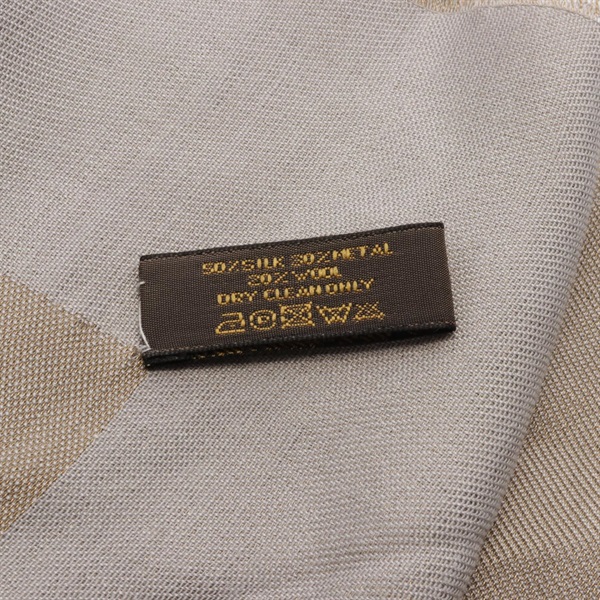 50% SILK 30% METAL
20% WOOL
DRY CLEAN ONLY